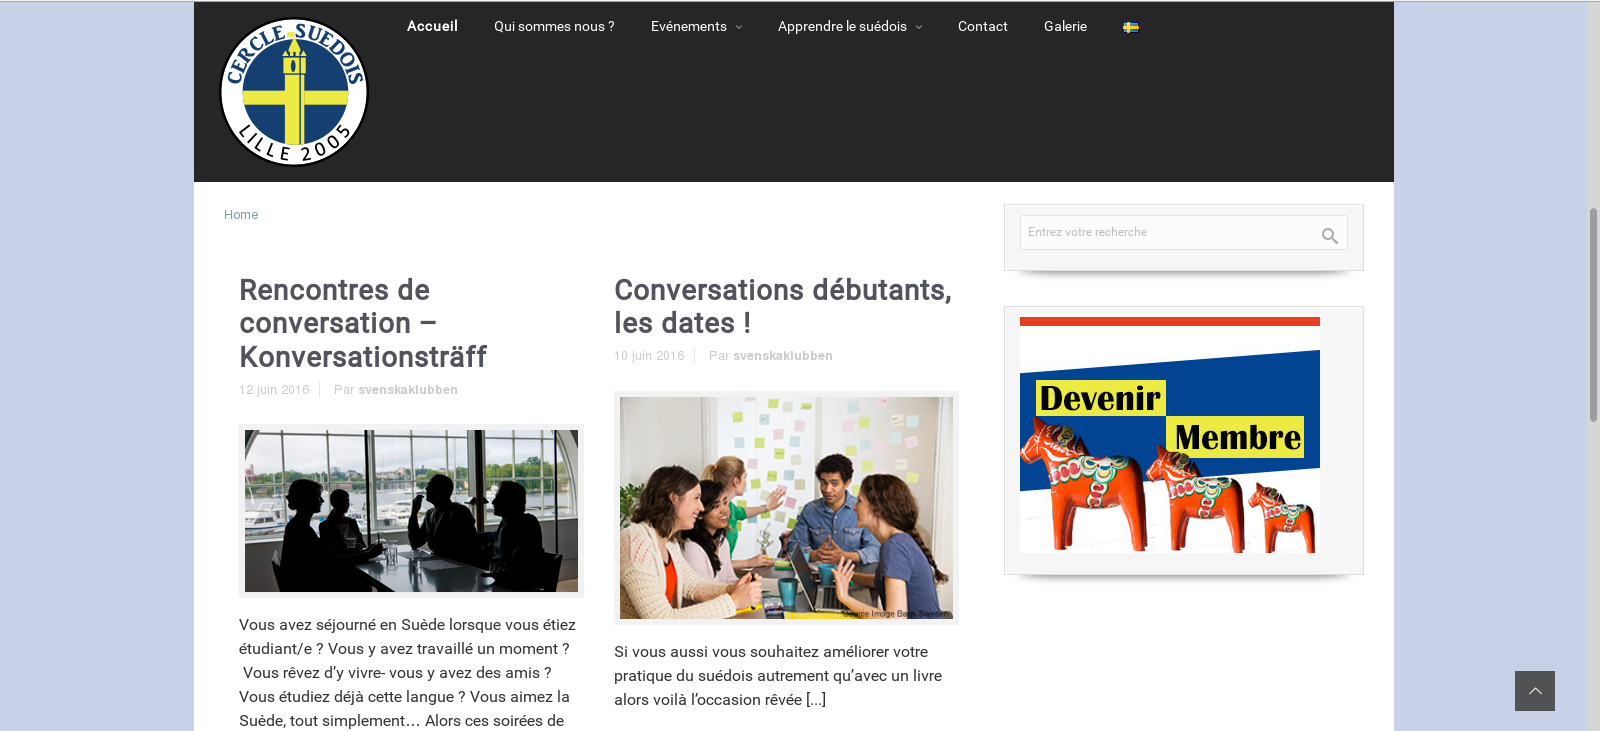 CERCLE SUEDOIS
LILLE 2005
Accueil Qui sommes nous ? Evénements Apprendre le suédois Contact Galerie
Home
Entrez votre recherche
Rencontres de
conversation –
Konversationsträff
12 juin 2016 Par svenskaklubben
Vous avez séjourné en Suède lorsque vous étiez
étudiant/e ? Vous y avez travaillé un moment ?
Vous rêvez d’y vivre- vous y avez des amis ?
Vous étudiez déjà cette langue ? Vous aimez la
Suède, tout simplement… Alors ces soirées de
Conversations débutants,
les dates !
10 juin 2016 Par svenskaklubben
Source Image Bank Sweden
Si vous aussi vous souhaitez améliorer votre
pratique du suédois autrement qu’avec un livre
alors voilà l’occasion rêvée [...]
Devenir
Membre